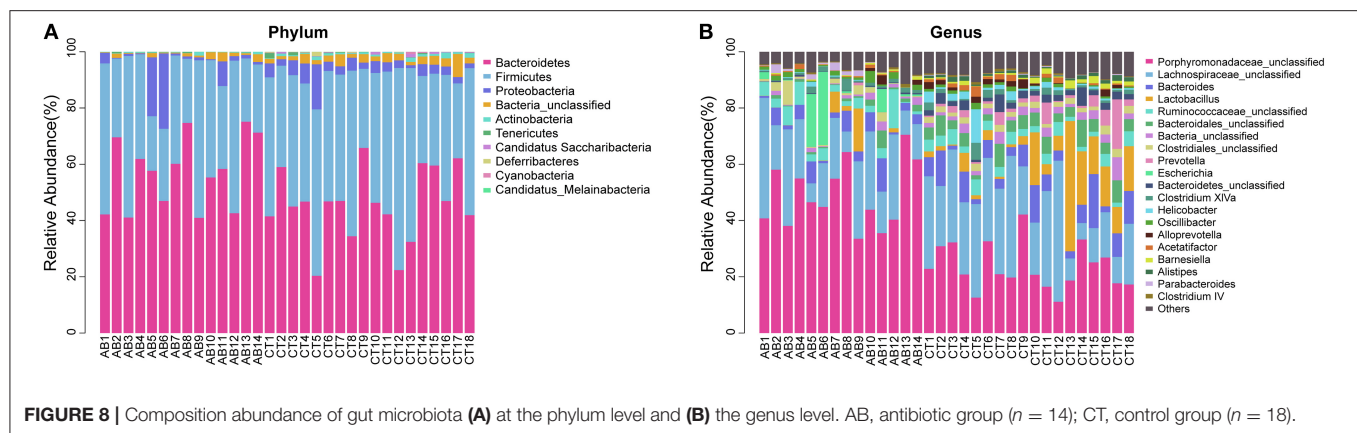 A
Phylum
Relative Abundance(%)
100
80
60
40
20
0
AB1 AB2 AB3 AB4 AB5 AB6 AB7 AB8 AB9 AB10 AB11 AB12 AB13 AB14 CT1 CT2 CT3 CT4 CT5 CT6 CT7 CT8 CT9 CT10 CT11 CT12 CT13 CT14 CT15 CT16 CT17 CT18
Bacteroidetes
Firmicutes
Proteobacteria
Bacteria_unclassified
Actinobacteria
Tenericutes
Candidatus Saccharibacteria
Deferribacteres
Cyanobacteria
Candidatus_Melainabacteria
B
Genus
Relative Abundance(%)
100
80
60
40
20
0
AB1 AB2 AB3 AB4 AB5 AB6 AB7 AB8 AB9 AB10 AB11 AB12 AB13 AB14 CT1 CT2 CT3 CT4 CT5 CT6 CT7 CT8 CT9 CT10 CT11 CT12 CT13 CT14 CT15 CT16 CT17 CT18
Porphyromonadaceae_unclassified
Lachnospiraceae_unclassified
Bacteroides
Lactobacillus
Ruminococcaceae_unclassified
Bacteroidales_unclassified
Bacteria_unclassified
Clostridiales_unclassified
Prevotella
Escherichia
Bacteroidetes_unclassified
Clostridium XIVa
Helicobacter
Oscillibacter
Alloprevotella
Acetatifactor
Barnesiella
Alistipes
Parabacteroides
Clostridium IV
Others
FIGURE 8 | Composition abundance of gut microbiota (A) at the phylum level and (B) the genus level. AB, antibiotic group (n = 14); CT, control group (n = 18).